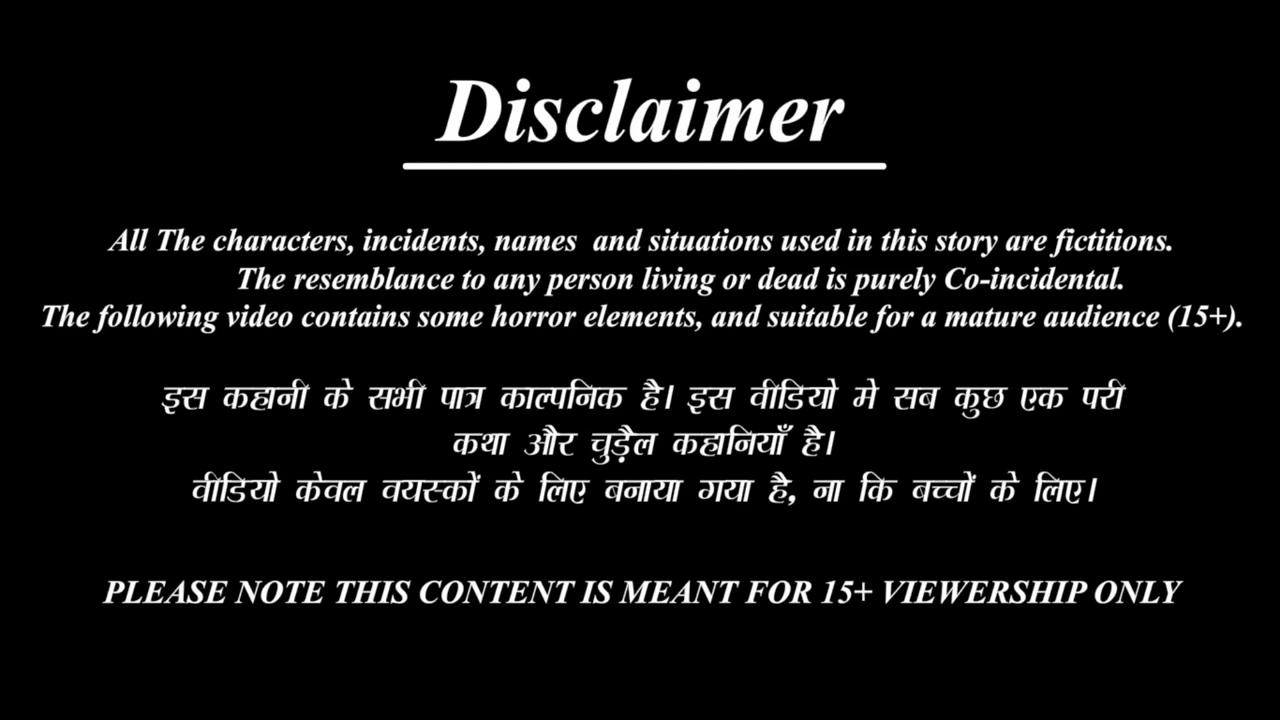 Disclaimer
All The characters, incidents, names and situations used in this story are fictitions.
The resemblance to any person living or dead is purely Co-incidental.
The following video contains some horror elements, and suitable for a mature audience (15+).
इस कहानी के सभी पात्र काल्पनिक है। इस वीडियो मे सब कुछ एक परी
कथा और चुड़ैल कहानियाँ है।
वीडियो केवल वयस्कों के लिए बनाया गया है, ना कि बच्चों के लिए।
PLEASE NOTE THIS CONTENT IS MEANT FOR 15+ VIEWERSHIP ONLY